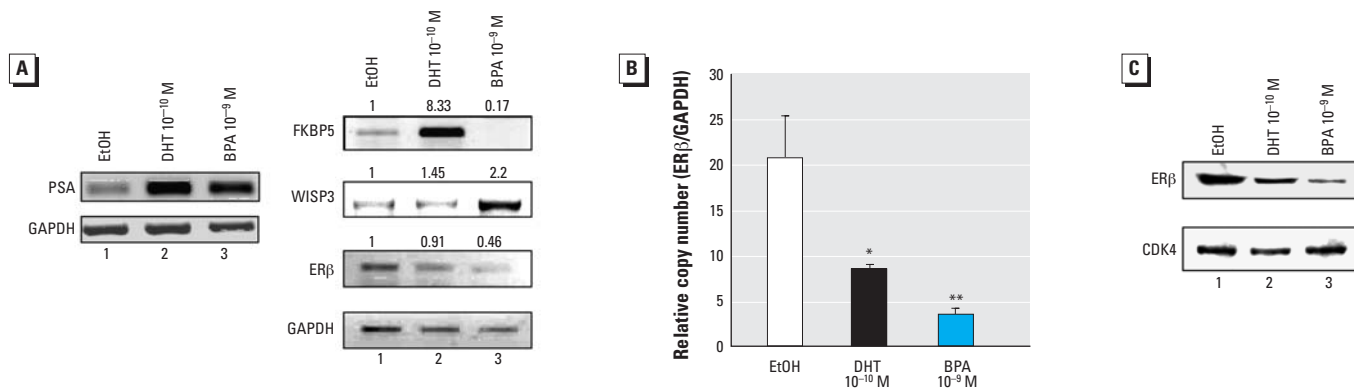 A
EtOH
DHT 10⁻¹⁰ M
BPA 10⁻⁹ M
PSA
GAPDH
1 2 3
EtOH
DHT 10⁻¹⁰ M
BPA 10⁻⁹ M
1 8.33 0.17
FKBP5
1 1.45 2.2
WISP3
1 0.91 0.46
ERβ
GAPDH
1 2 3
B
Relative copy number (ERβ/GAPDH)
30
25
20
15
10
5
0
*
**
EtOH DHT BPA
10⁻¹⁰ M 10⁻⁹ M
C
EtOH
DHT 10⁻¹⁰ M
BPA 10⁻⁹ M
ERβ
CDK4
1 2 3